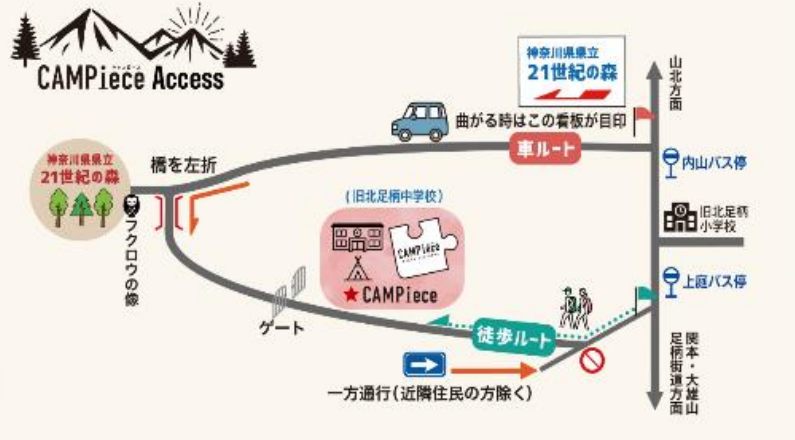 CAMPiece Access
神奈川県県立
21世紀の森
山北方面
曲がる時はこの看板が目印
車ルート
内山バス停
神奈川県県立
21世紀の森
橋を左折
フクロウの像
(旧北足柄中学校)
CAMPiece
★CAMPiece
旧北足柄
小学校
上庭バス停
ゲート
徒歩ルート
一方通行(近隣住民の方除く)
関本・大雄山
足柄街道方面